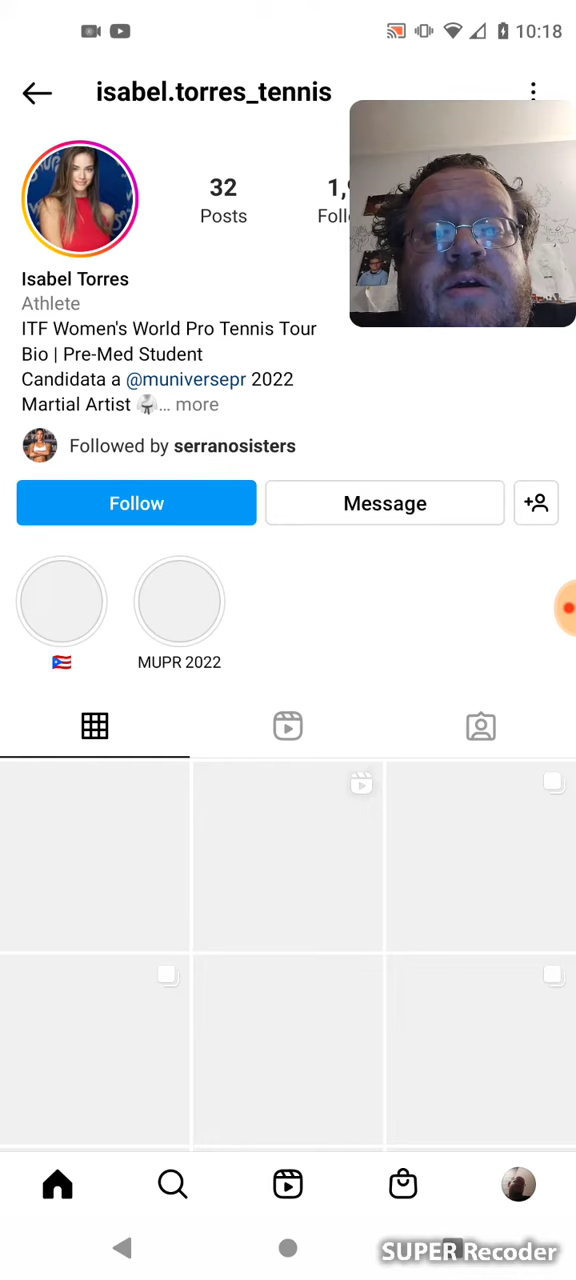 10:18
isabel.torres_tennis
32
Posts
Isabel Torres
Athlete
ITF Women's World Pro Tennis Tour
Bio | Pre-Med Student
Candidata a @muniversepr 2022
Martial Artist 🥋... more
Followed by serranosisters
Follow
Message
🇵🇷
MUPR 2022
SUPER Recoder